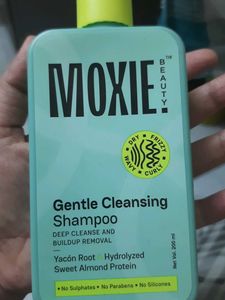 MOXIE!
BEAUTY
TM
DRY • FRIZZY
WAVY • CURLY
Gentle Cleansing
Shampoo
DEEP CLEANSE AND
BUILDUP REMOVAL
Yacón Root + Hydrolyzed
Sweet Almond Protein
• No Sulphates • No Parabens • No Silicones
Net Vol. 200 ml